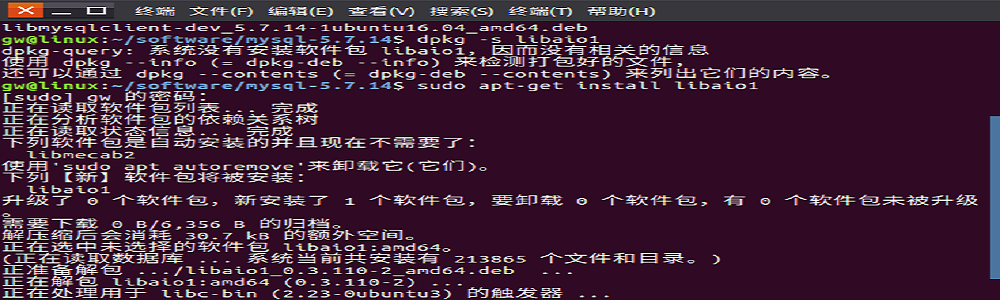 终端 文件(F) 编辑(E) 查看(V) 搜索(S) 终端(T) 帮助(H)
libmysqlclient-dev_5.7.14-1ubuntu16.04_amd64.deb
gw@linux:~/software/mysql-5.7.14$ dpkg -s libaio1
dpkg-query: 系统没有安装软件包 libaio1，因而没有相关的信息
使用 dpkg --info (= dpkg-deb --info) 来检测打包好的文件，
还可以通过 dpkg --contents (= dpkg-deb --contents) 来列出它们的内容。
gw@linux:~/software/mysql-5.7.14$ sudo apt-get install libaio1
[sudo] gw 的密码：
正在读取软件包列表... 完成
正在分析软件包的依赖关系树
正在读取状态信息... 完成
下列软件包是自动安装的并且现在不需要了：
libmecab2
使用'sudo apt autoremove'来卸载它(它们)。
下列【新】软件包将被安装：
libaio1
升级了 0 个软件包，新安装了 1 个软件包，要卸载 0 个软件包，有 0 个软件包未被升级
。
需要下载 0 B/6,356 B 的归档。
解压缩后会消耗 30.7 kB 的额外空间。
正在选中未选择的软件包 libaio1:amd64。
(正在读取数据库 ... 系统当前共安装有 213865 个文件和目录。)
正准备解包 .../libaio1_0.3.110-2_amd64.deb ...
正在解包 libaio1:amd64 (0.3.110-2) ...
正在处理用于 libc-bin (2.23-0ubuntu3) 的触发器 ...